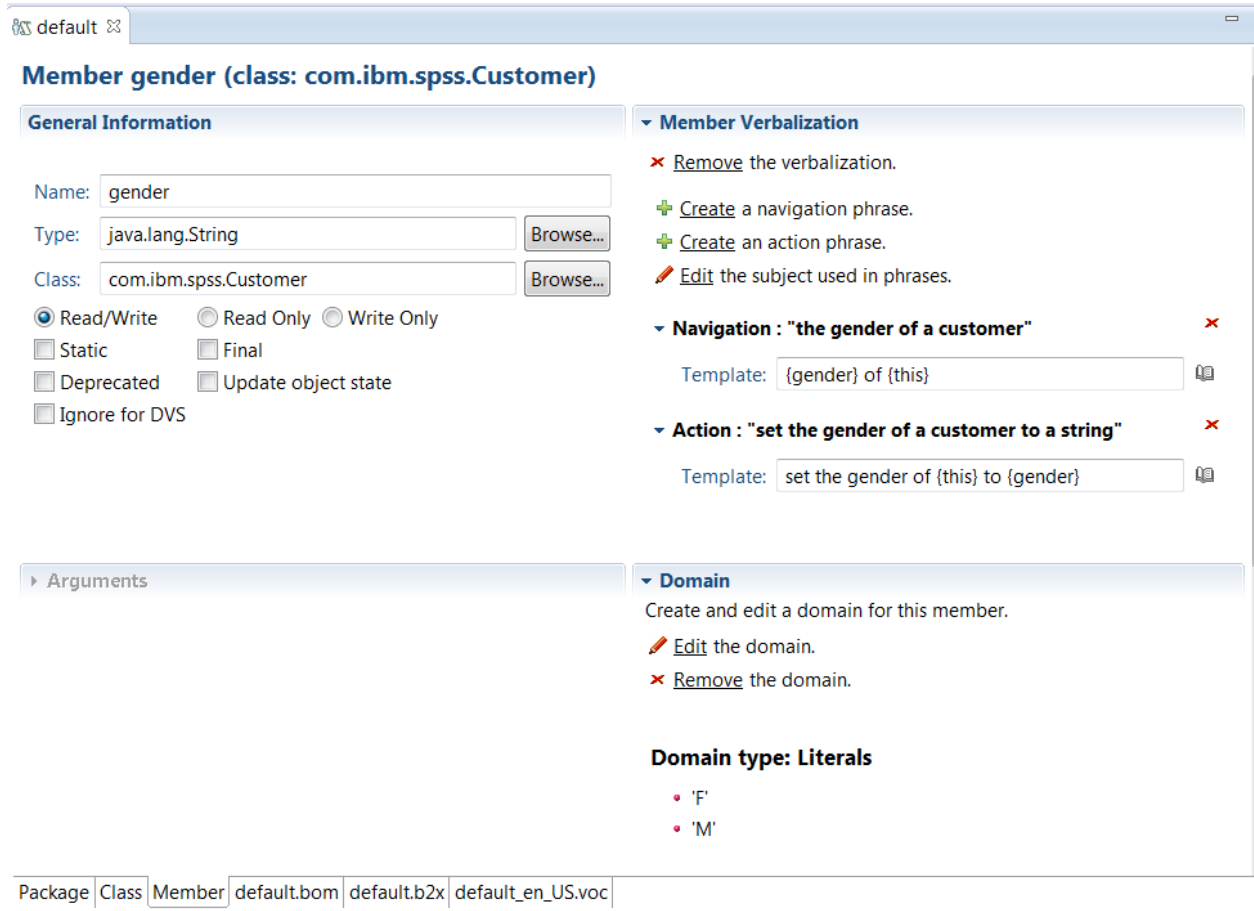 default
Member gender (class: com.ibm.spss.Customer)
General Information
Name: gender
Type: java.lang.String Browse...
Class: com.ibm.spss.Customer Browse...
Read/Write Read Only Write Only
Static Final
Deprecated Update object state
Ignore for DVS
Member Verbalization
Remove the verbalization.
Create a navigation phrase.
Create an action phrase.
Edit the subject used in phrases.
Navigation : "the gender of a customer"
Template: {gender} of {this}
Action : "set the gender of a customer to a string"
Template: set the gender of {this} to {gender}
Arguments
Domain
Create and edit a domain for this member.
Edit the domain.
Remove the domain.
Domain type: Literals
'F'
'M'
Package Class Member default.bom default.b2x default_en_US.voc